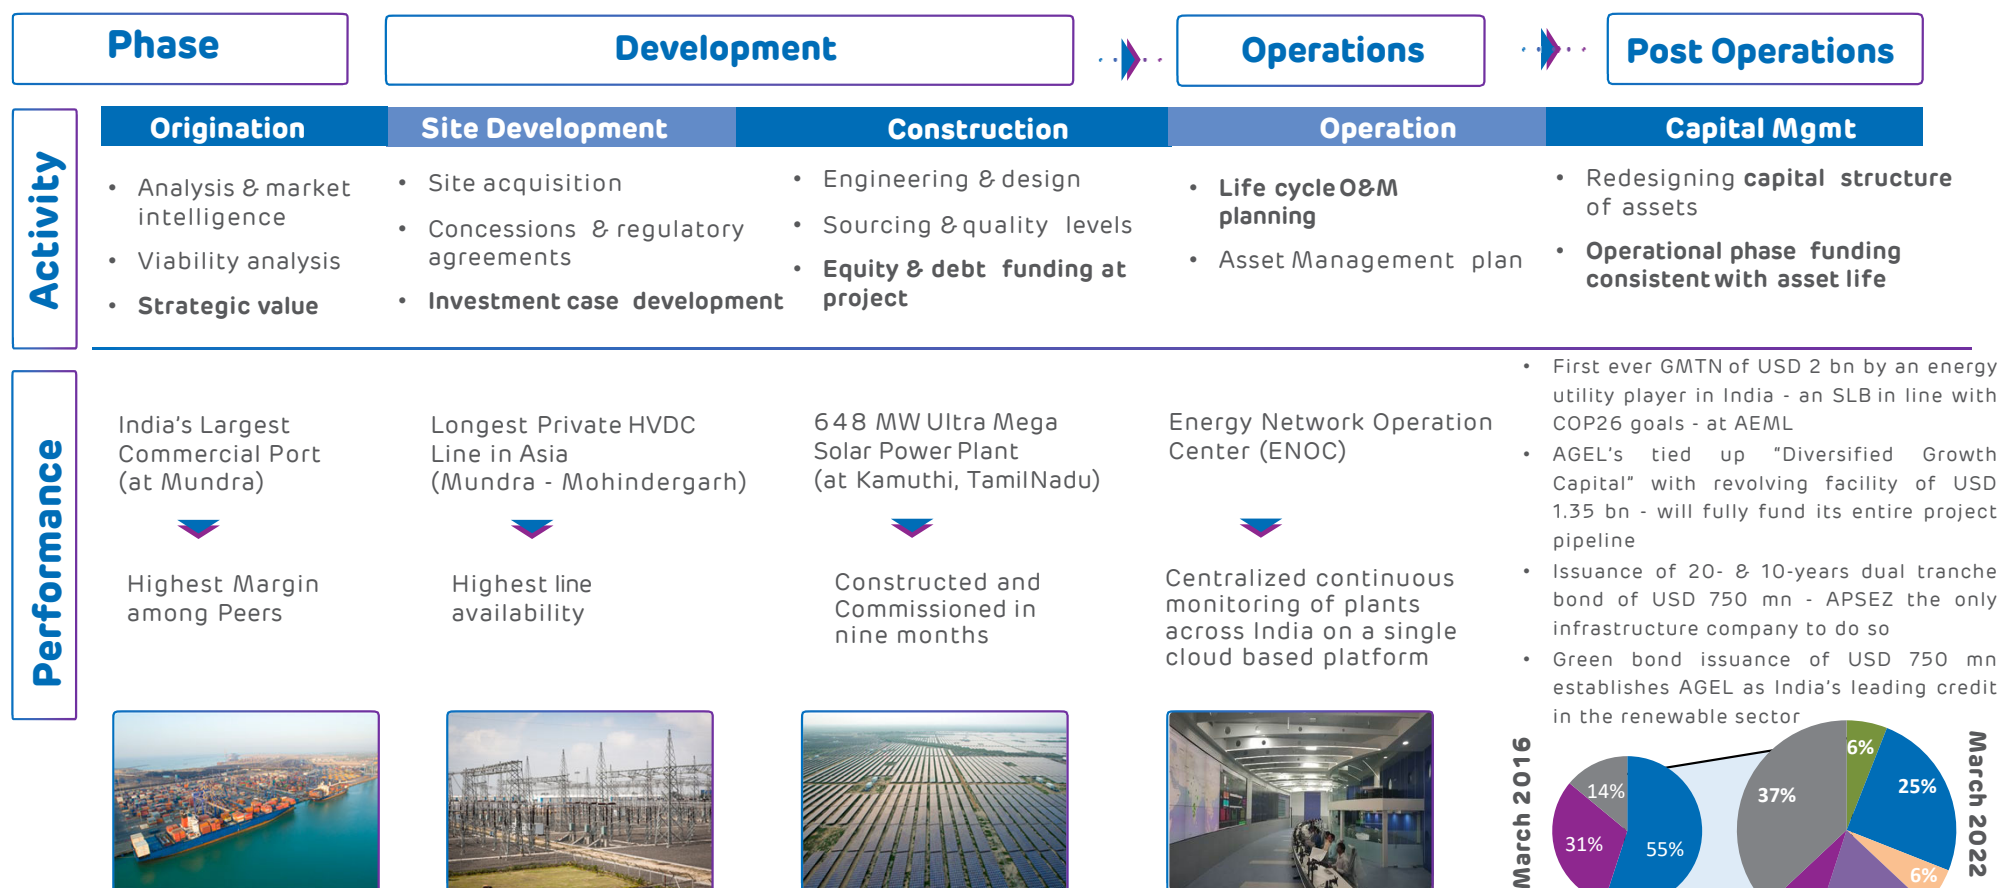 Phase
Development
Operations
Post Operations
Activity
Origination
Site Development
Construction
Operation
Capital Mgmt
• Analysis & market
intelligence
• Viability analysis
• Strategic value
• Site acquisition
• Concessions & regulatory
agreements
• Investment case development
• Engineering & design
• Sourcing & quality levels
• Equity & debt funding at
project
• Life cycle O&M
planning
• Asset Management plan
• Redesigning capital structure
of assets
• Operational phase funding
consistent with asset life
Performance
India's Largest
Commercial Port
(at Mundra)
Highest Margin
among Peers
Longest Private HVDC
Line in Asia
(Mundra - Mohindergarh)
Highest line
availability
648 MW Ultra Mega
Solar Power Plant
(at Kamuthi, TamilNadu)
Constructed and
Commissioned in
nine months
Energy Network Operation
Center (ENOC)
Centralized continuous
monitoring of plants
across India on a single
cloud based platform
• First ever GMTN of USD 2 bn by an energy
utility player in India - an SLB in line with
COP26 goals - at AEML
• AGEL's tied up “Diversified Growth
Capital” with revolving facility of USD
1.35 bn - will fully fund its entire project
pipeline
• Issuance of 20- & 10-years dual tranche
bond of USD 750 mn - APSEZ the only
infrastructure company to do so
• Green bond issuance of USD 750 mn
establishes AGEL as India's leading credit
in the renewable sector
March 2016
14%
31%
55%
37%
6%
25%
6%
March 2022